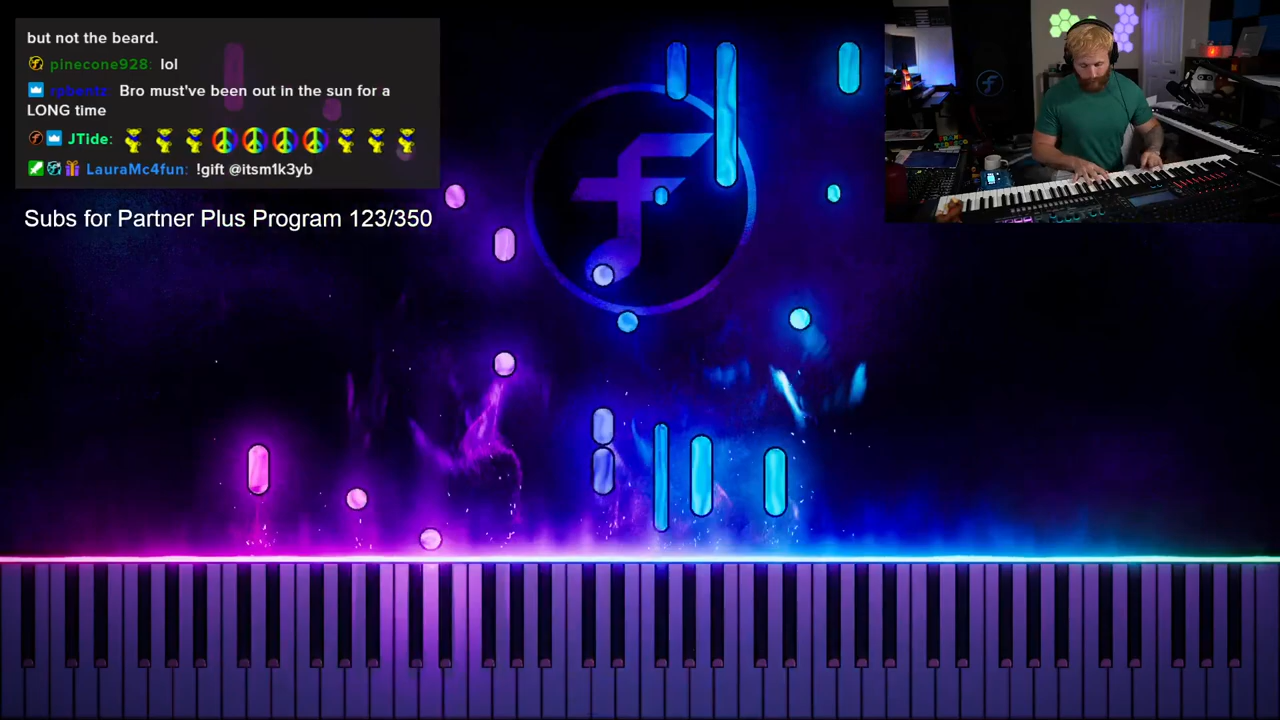 but not the beard.
pinecone928: lol
rpbentz: Bro must've been out in the sun for a
LONG time
JTide:
LauraMc4fun: !gift @itsm1k3yb
Subs for Partner Plus Program 123/350